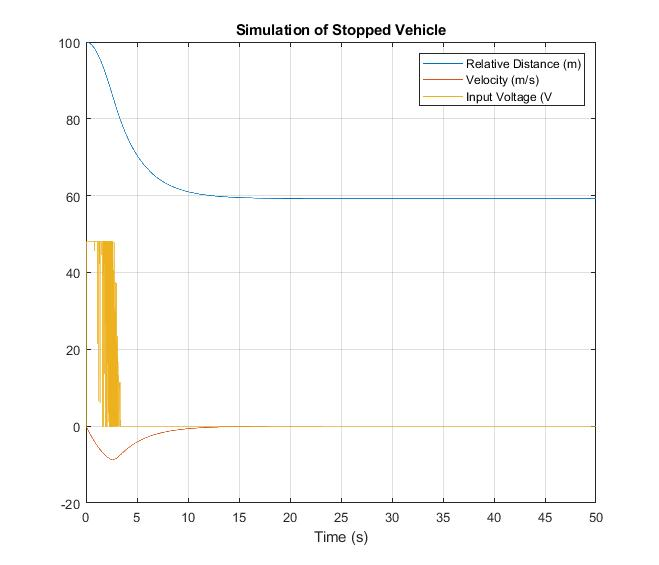 Simulation of Stopped Vehicle
100
80
60
40
20
0
-20
Relative Distance (m)
Velocity (m/s)
Input Voltage (V
0 5 10 15 20 25 30 35 40 45 50
Time (s)